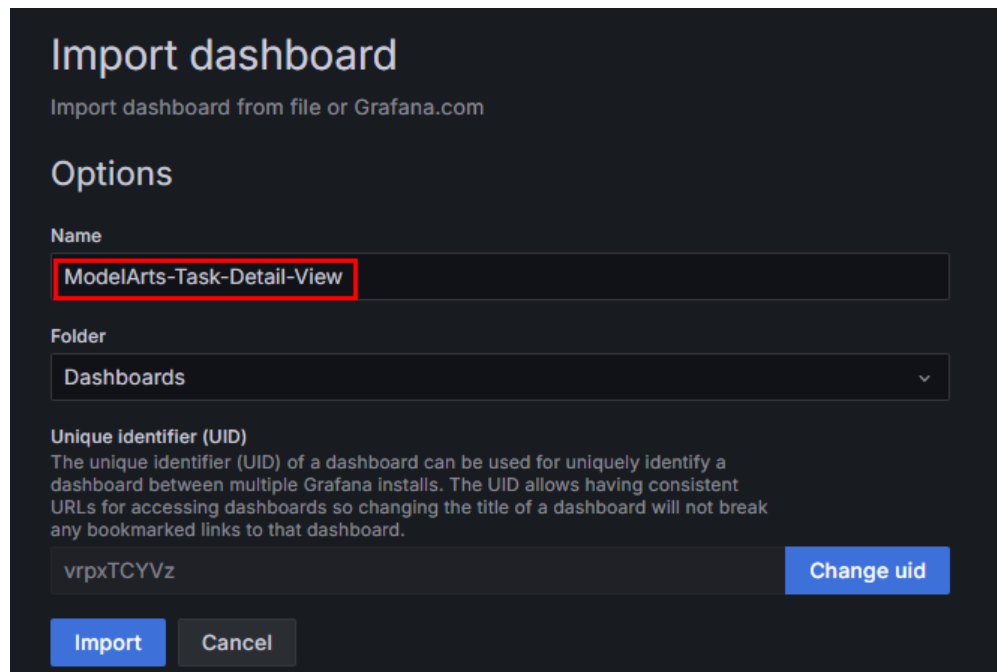 Import dashboard
Import dashboard from file or Grafana.com
Options
Name
ModelArts-Task-Detail-View
Folder
Dashboards
Unique identifier (UID)
The unique identifier (UID) of a dashboard can be used for uniquely identify a
dashboard between multiple Grafana installs. The UID allows having consistent
URLs for accessing dashboards so changing the title of a dashboard will not break
any bookmarked links to that dashboard.
vrpxTCYVz
Change uid
Import
Cancel